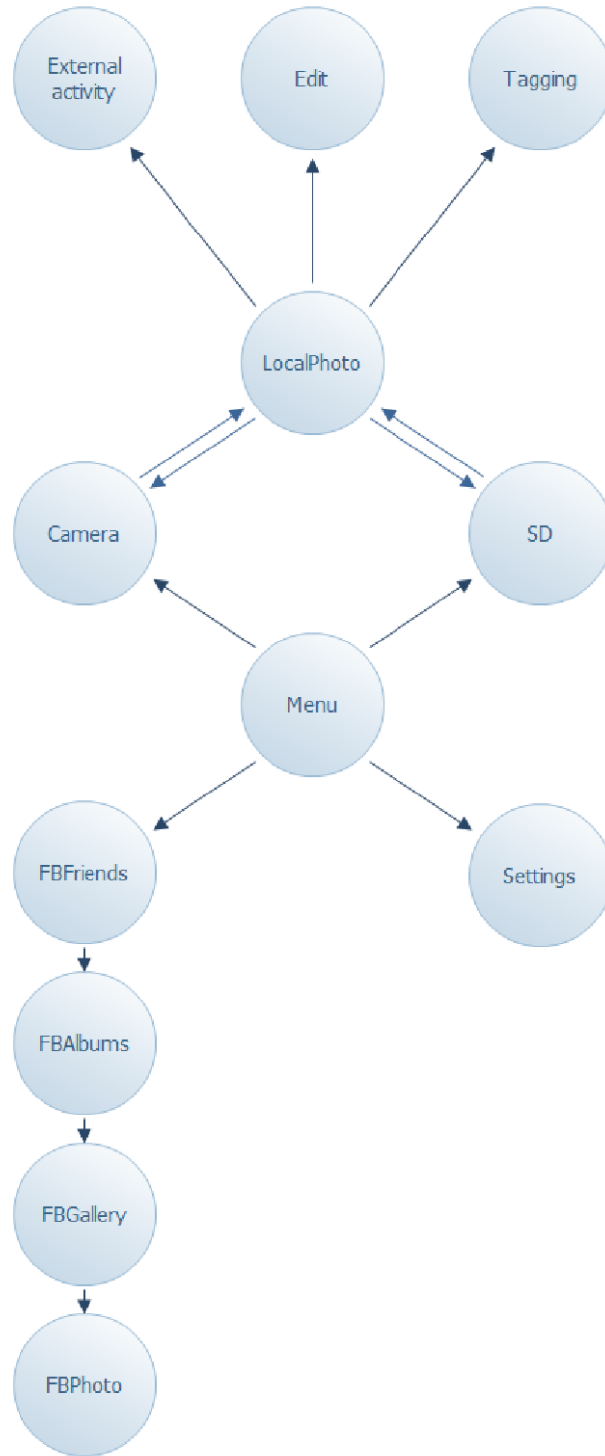 External
activity
Edit
Tagging
LocalPhoto
Camera
SD
Menu
FBFriends
Settings
FBAlbums
FBGallery
FBPhoto